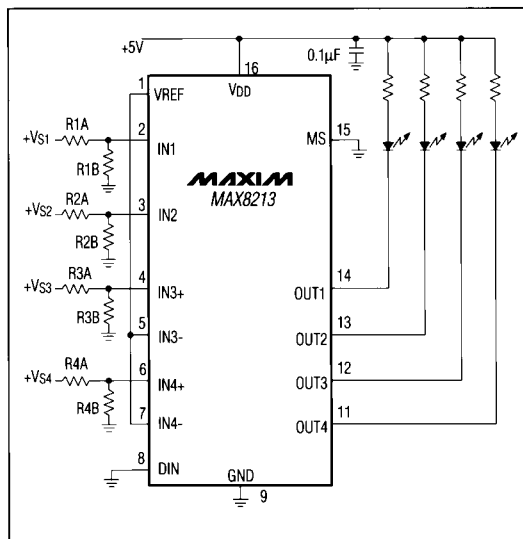 +5V
0.1µF
16
VDD
1
VREF
R1A
+VS1
2
IN1
R1B
MS
15
MAXIM
MAX8213
R2A
+VS2
3
IN2
R2B
R3A
+VS3
4
IN3+
R3B
14
OUT1
5
IN3-
13
OUT2
R4A
+VS4
6
IN4+
R4B
12
OUT3
7
IN4-
11
OUT4
8
DIN
GND
9